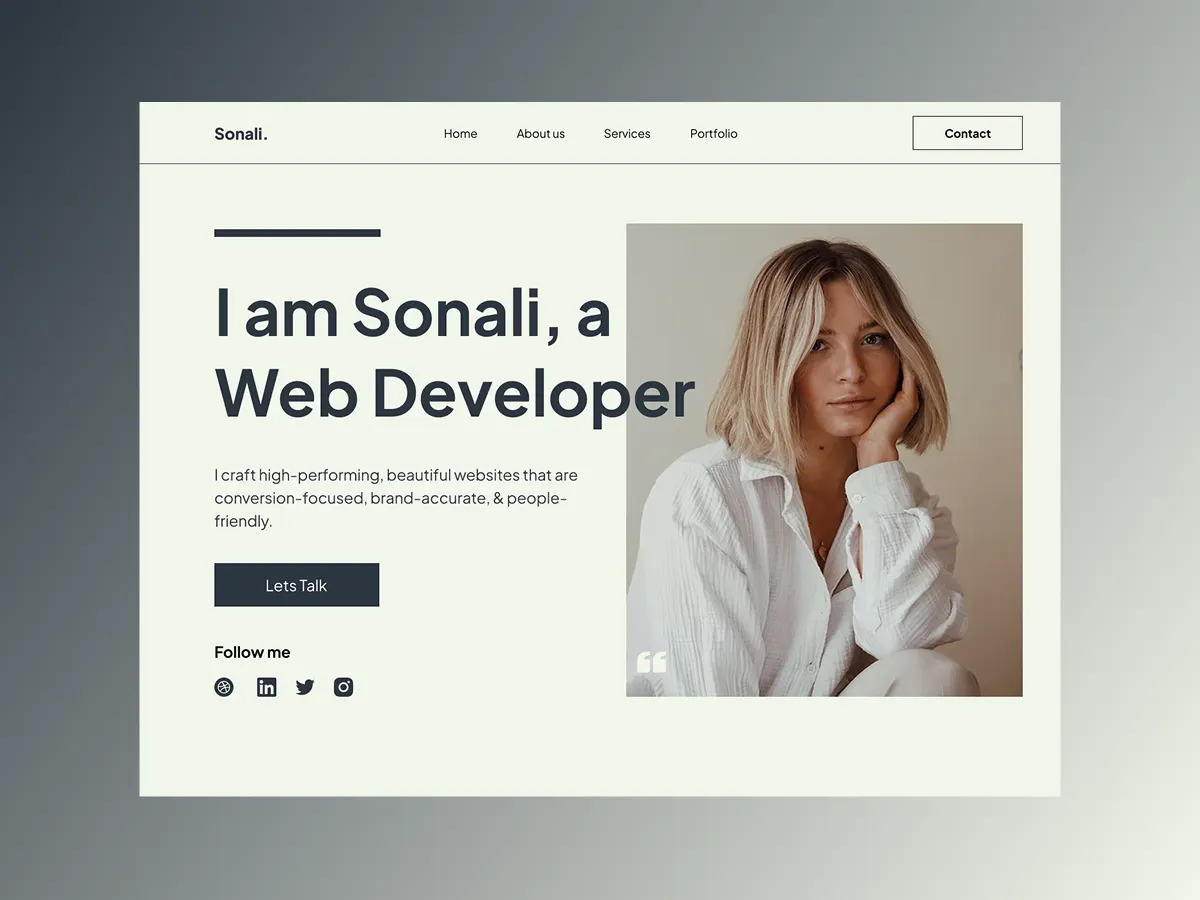 Sonali.
Home
About us
Services
Portfolio
Contact
I am Sonali, a
Web Developer
I craft high-performing, beautiful websites that are
conversion-focused, brand-accurate, & people-
friendly.
Lets Talk
Follow me
in
❝